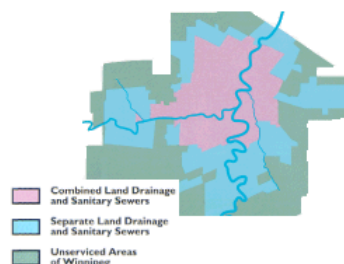 Combined Land Drainage
and Sanitary Sewers
Separate Land Drainage
and Sanitary Sewers
Unserviced Areas
of Winnipeg